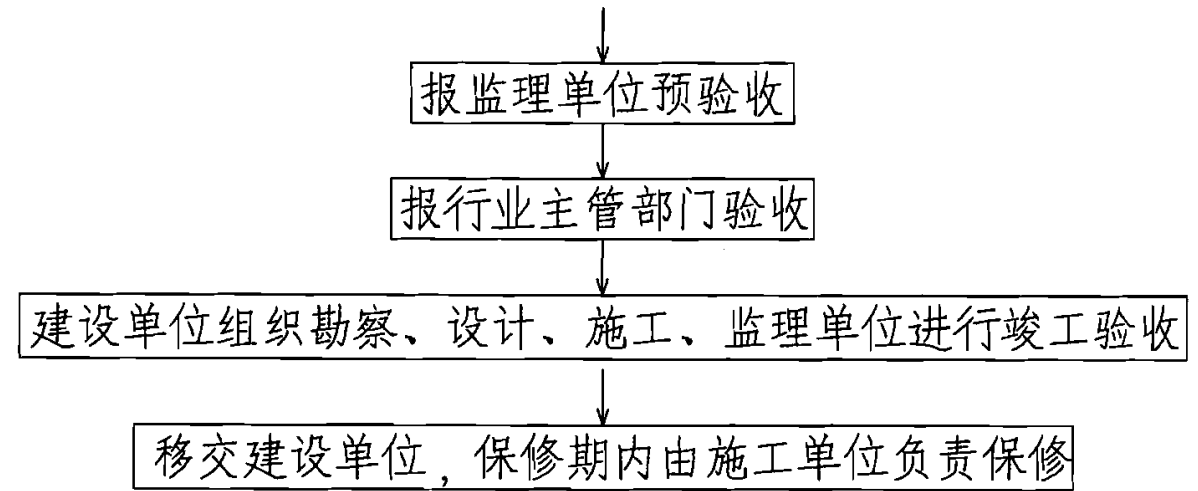 报监理单位预验收
报行业主管部门验收
建设单位组织勘察、设计、施工、监理单位进行竣工验收
移交建设单位,保修期内由施工单位负责保修